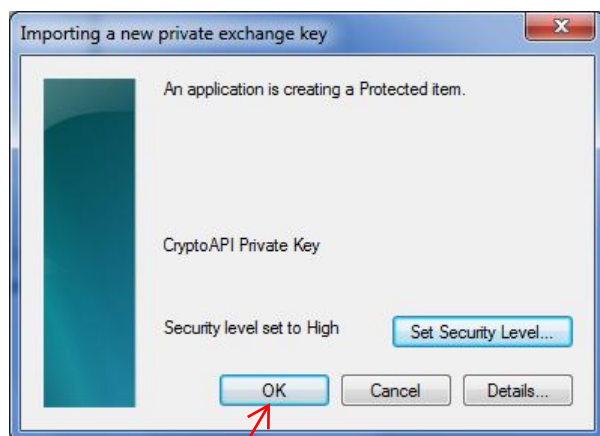 Importing a new private exchange key
An application is creating a Protected item.
CryptoAPI Private Key
Security level set to High
Set Security Level...
OK
Cancel
Details...